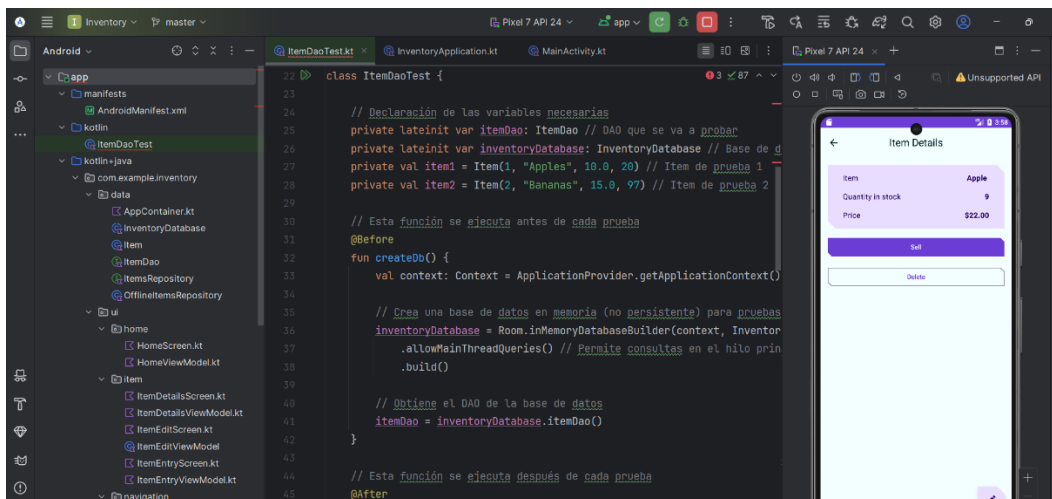 Inventory
master
Pixel 7 API 24
app
Android
ItemDaoTest.kt
InventoryApplication.kt
MainActivity.kt
Pixel 7 API 24
app
manifests
AndroidManifest.xml
kotlin
ItemDaoTest
kotlin+java
com.example.inventory
data
AppContainer.kt
InventoryDatabase
Item
ItemDao
ItemsRepository
OfflineItemsRepository
ui
home
HomeScreen.kt
HomeViewModel.kt
item
ItemDetailsScreen.kt
ItemDetailsViewModel.kt
ItemEditScreen.kt
ItemEditViewModel
ItemEntryScreen.kt
ItemEntryViewModel.kt
navigation
3 87
22 class ItemDaoTest {
23
24 // Declaración de las variables necesarias
25 private lateinit var itemDao: ItemDao // DAO que se va a probar
26 private lateinit var inventoryDatabase: InventoryDatabase // Base de d
27 private val item1 = Item(1, "Apples", 10.0, 20) // Item de prueba 1
28 private val item2 = Item(2, "Bananas", 15.0, 97) // Item de prueba 2
29
30 // Esta función se ejecuta antes de cada prueba
31 @Before
32 fun createDb() {
33 val context: Context = ApplicationProvider.getApplicationContext()
34
35 // Crea una base de datos en memoria (no persistente) para pruebas
36 inventoryDatabase = Room.inMemoryDatabaseBuilder(context, Inventor
37 .allowMainThreadQueries() // Permite consultas en el hilo prin
38 .build()
39
40 // Obtiene el DAO de la base de datos
41 itemDao = inventoryDatabase.itemDao()
42 }
43
44 // Esta función se ejecuta después de cada prueba
45 @After
Unsupported API
3:58
Item Details
Item Apple
Quantity in stock 9
Price $22.00
Sell
Delete